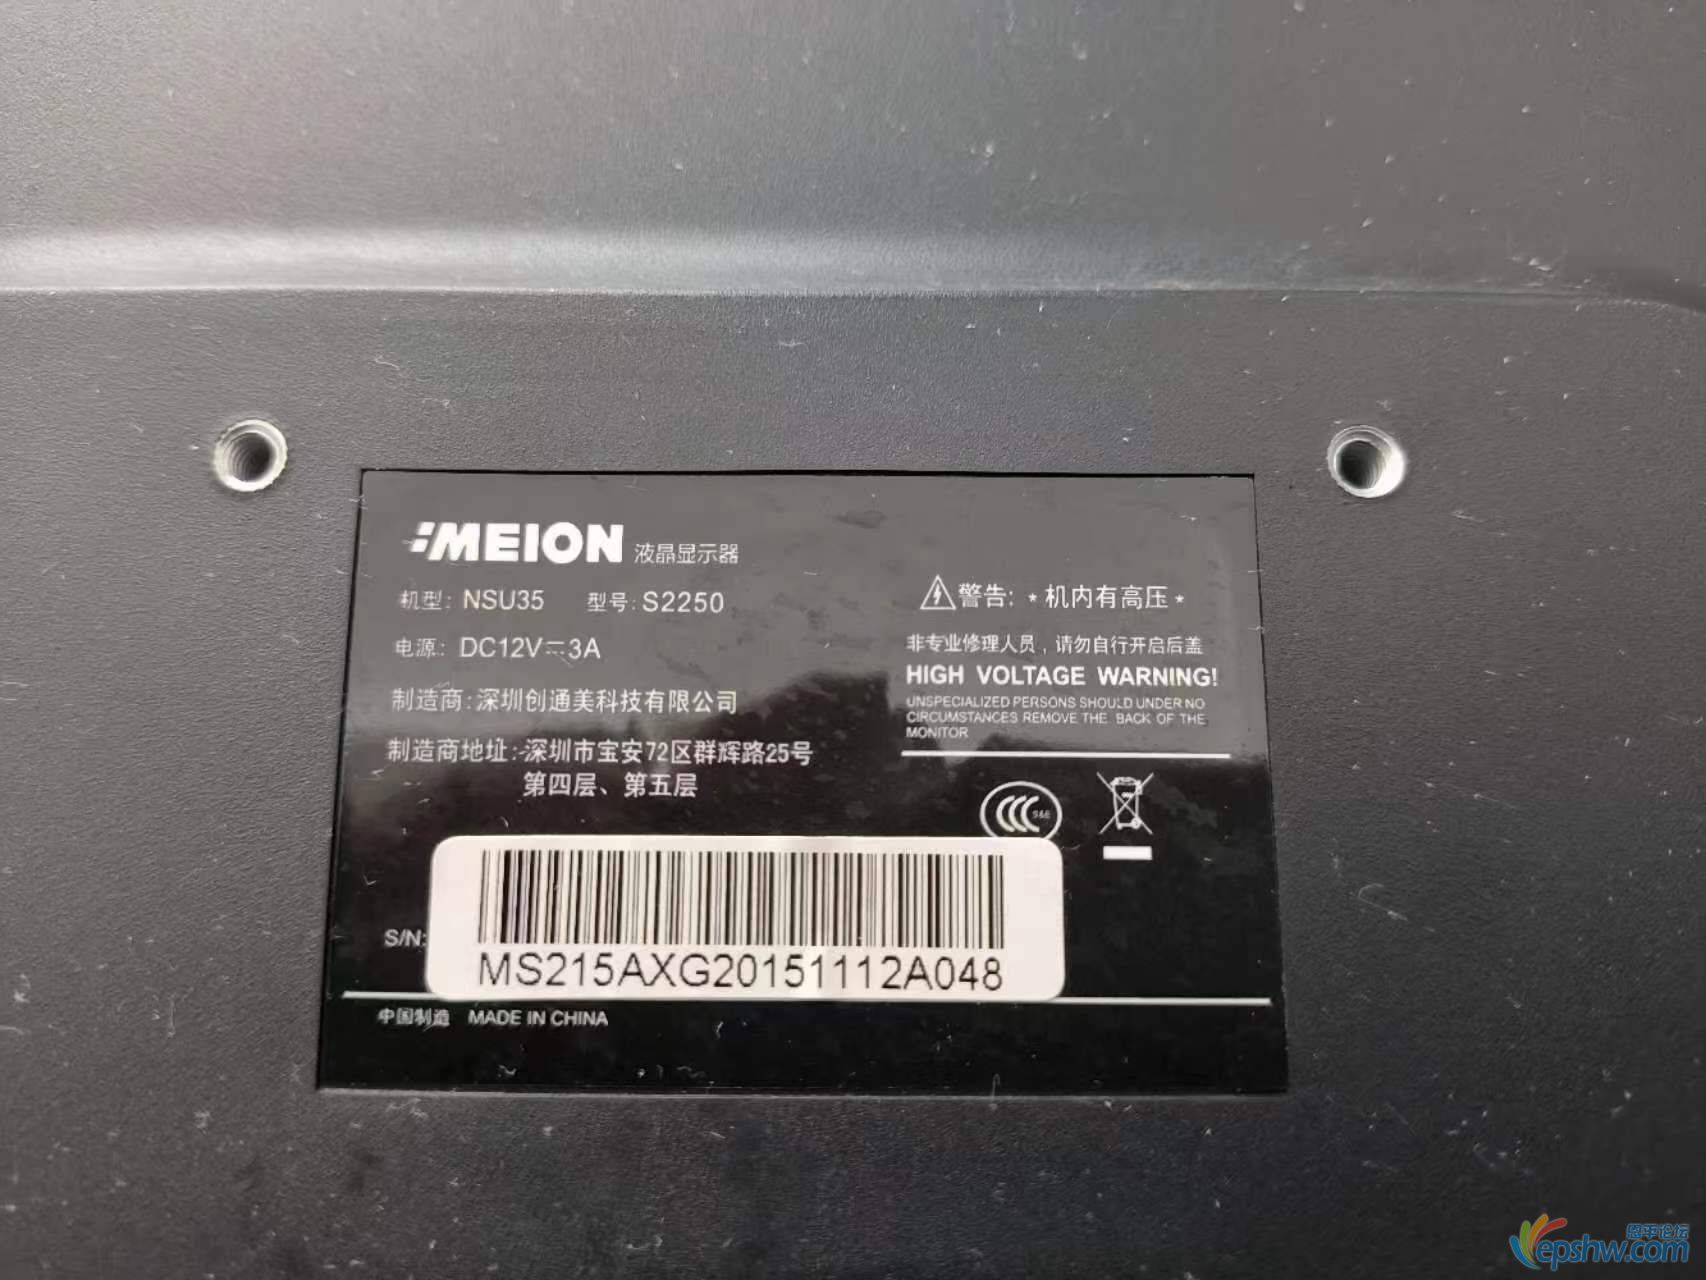 MEION 液晶显示器
机型: NSU35 型号: S2250
电源: DC12V⎓3A
制造商: 深圳创通美科技有限公司
制造商地址: 深圳市宝安72区群辉路25号
第四层、第五层
警告: * 机内有高压 *
非专业修理人员，请勿自行开启后盖
HIGH VOLTAGE WARNING!
UNSPECIALIZED PERSONS SHOULD UNDER NO
CIRCUMSTANCES REMOVE THE BACK OF THE
MONITOR
CCC S&E
S/N:
MS215AXG20151112A048
中国制造 MADE IN CHINA
恩平论坛
epshw.com